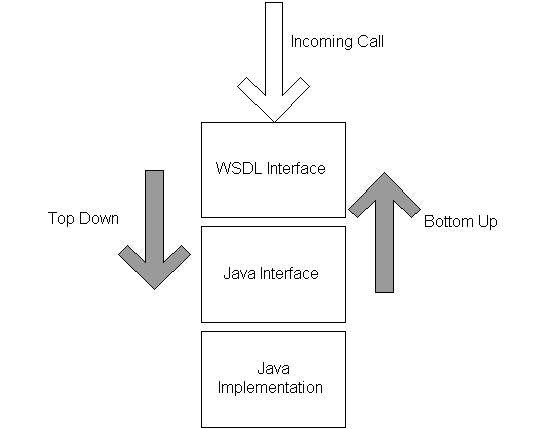 Incoming Call
WSDL Interface
Top Down
Bottom Up
Java Interface
Java
Implementation